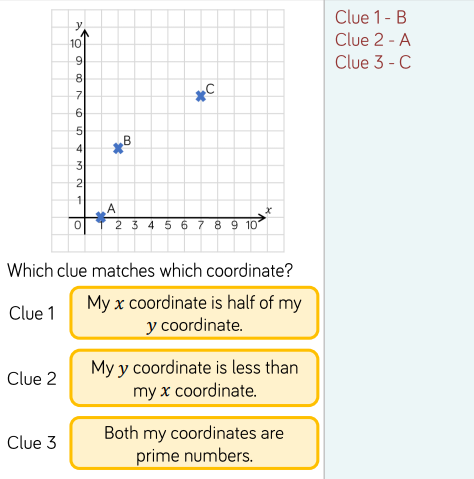 y
10
9
8
7
6
5
4
3
2
1
C
B
A
x
0 1 2 3 4 5 6 7 8 9 10
Which clue matches which coordinate?
Clue 1
My x coordinate is half of my
y coordinate.
Clue 2
My y coordinate is less than
my x coordinate.
Clue 3
Both my coordinates are
prime numbers.
Clue 1 - B
Clue 2 - A
Clue 3 - C